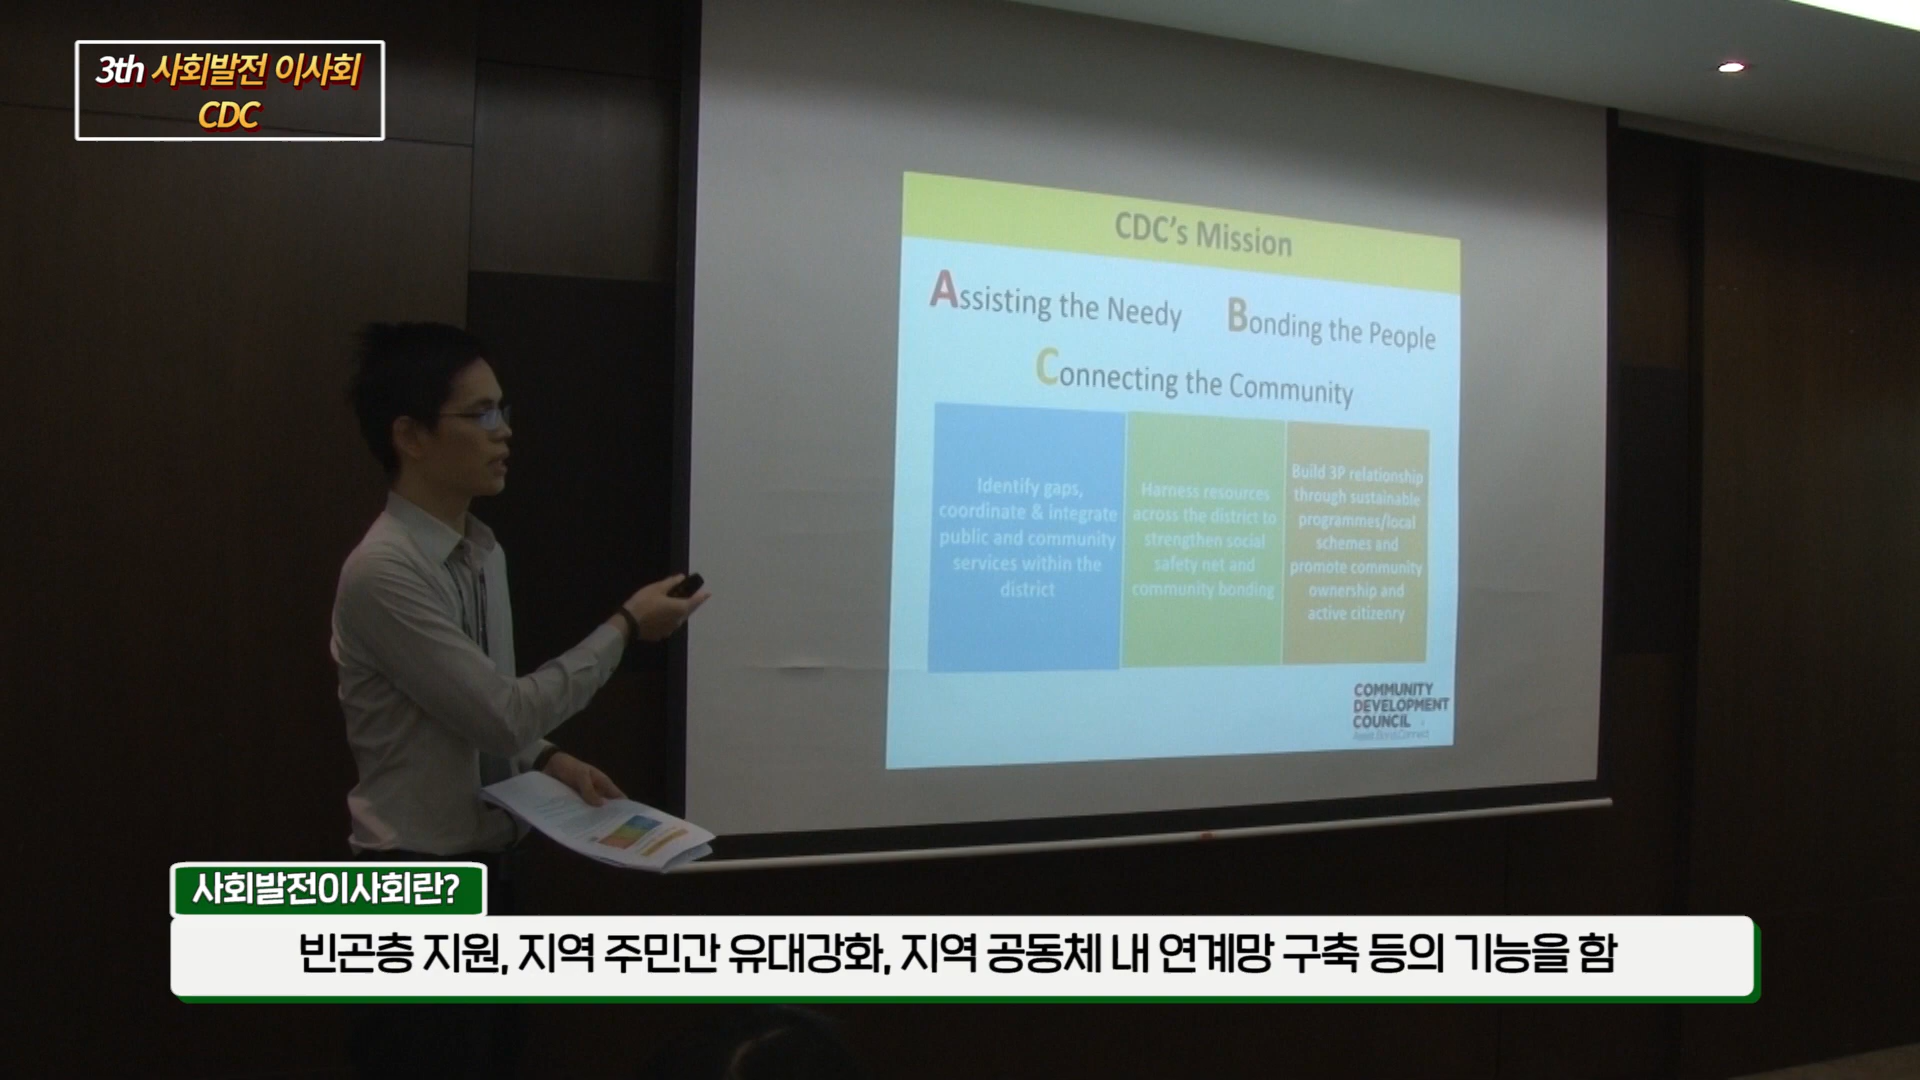 3th 사회발전 이사회
CDC
CDC's Mission
Assisting the Needy
Bonding the People
Connecting the Community
Identify gaps,
coordinate & integrate
public and community
services within the
district
Harness resources
across the district to
strengthen social
safety net and
community bonding
Build 3P relationship
through sustainable
programmes/local
schemes and
promote community
ownership and
active citizenry
COMMUNITY
DEVELOPMENT
COUNCIL
사회발전이사회란?
빈곤층 지원, 지역 주민간 유대강화, 지역 공동체 내 연계망 구축 등의 기능을 함